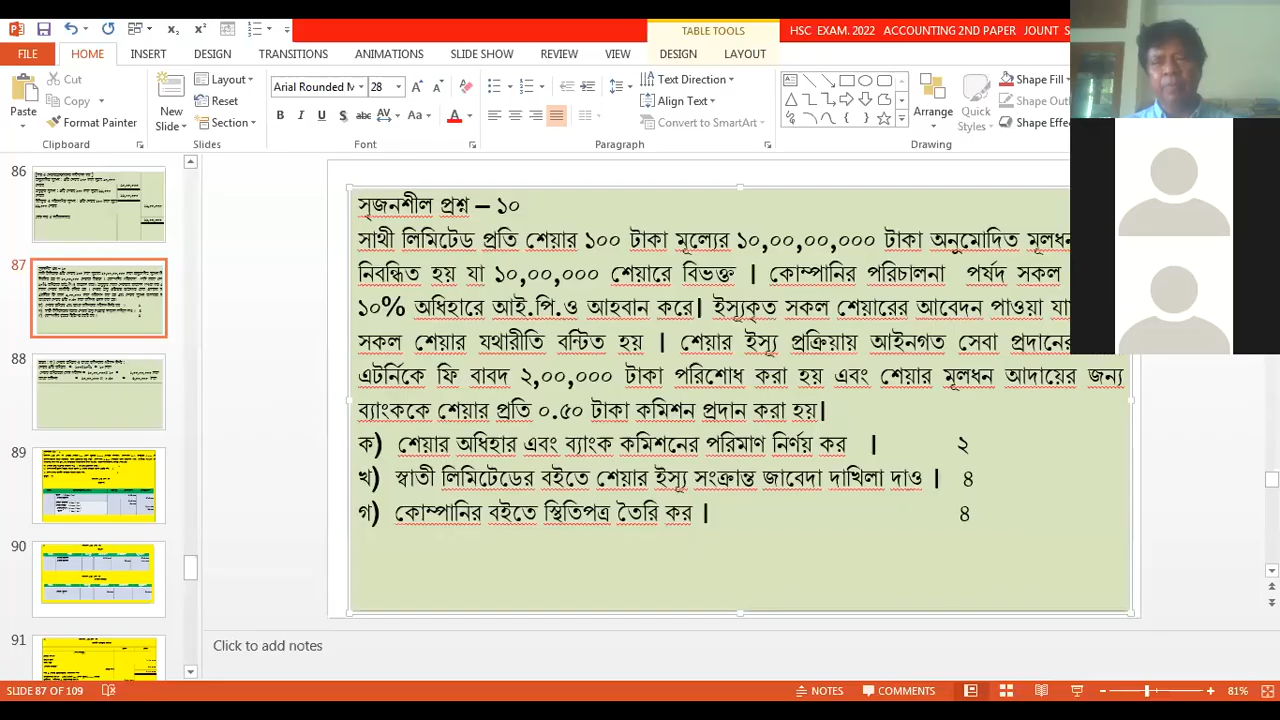 HSC EXAM. 2022 ACCOUNTING 2ND PAPER JOUNT S
TABLE TOOLS
FILE HOME INSERT DESIGN TRANSITIONS ANIMATIONS SLIDE SHOW REVIEW VIEW DESIGN LAYOUT
Cut
Copy
Format Painter
Paste
Clipboard
New Slide
Layout
Reset
Section
Slides
Arial Rounded M 28
Font
Paragraph
Text Direction
Align Text
Convert to SmartArt
Arrange
Quick Styles
Shape Fill
Shape Out
Shape Effe
Drawing
86
87
88
89
90
91
সৃজনশীল প্রশ্ন – ১০
সাথী লিমিটেড প্রতি শেয়ার ১০০ টাকা মূল্যের ১০,০০,০০,০০০ টাকা অনুমোদিত মূলধন
নিবন্ধিত হয় যা ১০,০০,০০০ শেয়ারে বিভক্ত । কোম্পানির পরিচালনা পর্ষদ সকল
১০% অধিহারে আই.পি.ও আহবান করে। ইস্যুকৃত সকল শেয়ারের আবেদন পাওয়া যা
সকল শেয়ার যথারীতি বন্টিত হয় । শেয়ার ইস্যু প্রক্রিয়ায় আইনগত সেবা প্রদানের
এটর্নিকে ফি বাবদ ২,০০,০০০ টাকা পরিশোধ করা হয় এবং শেয়ার মূলধন আদায়ের জন্য
ব্যাংককে শেয়ার প্রতি ০.৫০ টাকা কমিশন প্রদান করা হয়।
ক) শেয়ার অধিহার এবং ব্যাংক কমিশনের পরিমাণ নির্ণয় কর । ২
খ) স্বাতী লিমিটেডের বইতে শেয়ার ইস্যু সংক্রান্ত জাবেদা দাখিলা দাও । ৪
গ) কোম্পানির বইতে স্থিতিপত্র তৈরি কর । ৪
Click to add notes
SLIDE 87 OF 109 NOTES COMMENTS 81%